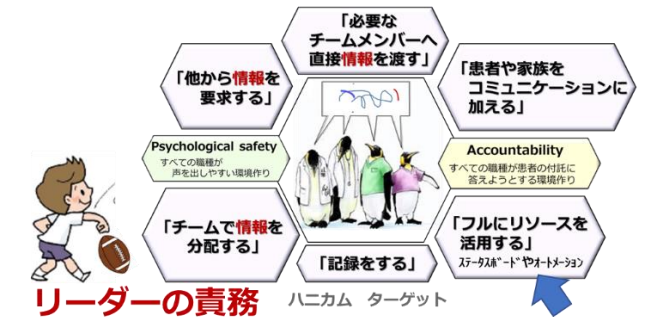 「必要な
チームメンバーへ
直接情報を渡す」
「他から情報を
要求する」
「患者や家族を
コミュニケーションに
加える」
Psychological safety
すべての職種が
声を出しやすい環境作り
Accountability
すべての職種が患者の付託に
答えようとする環境作り
「チームで情報を
分配する」
「記録をする」
「フルにリソースを
活用する」
ステータスボードやオートメーション
リーダーの責務
ハニカム ターゲット